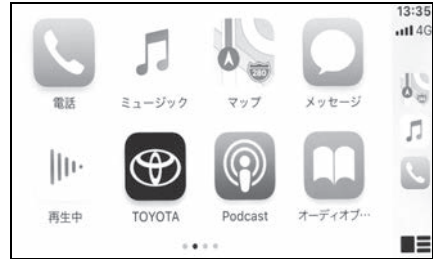 13:35
4G
電話
ミュージック
マップ
メッセージ
280
再生中
TOYOTA
Podcast
オーディオブ…